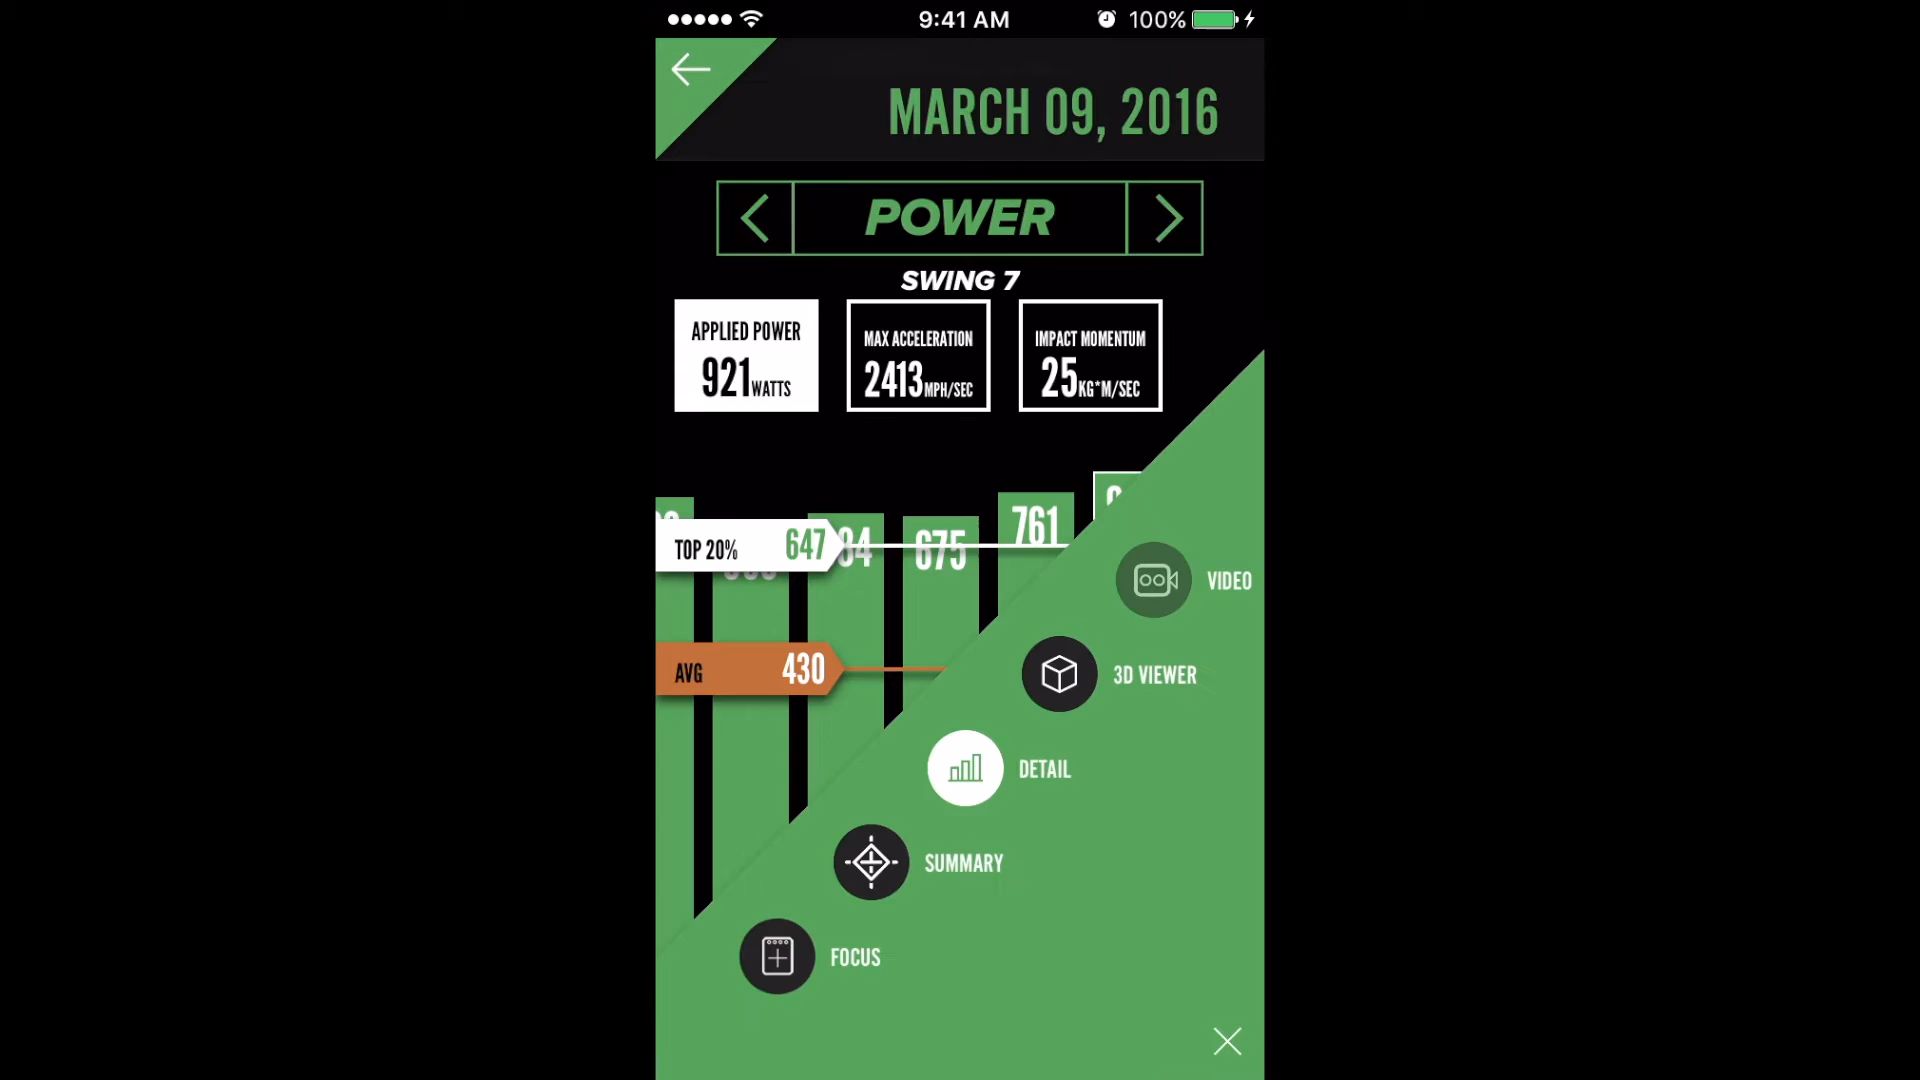 9:41 AM
100%
MARCH 09, 2016
POWER
SWING 7
APPLIED POWER
921 WATTS
MAX ACCELERATION
2413 MPH/SEC
IMPACT MOMENTUM
25 KG*M/SEC
761
TOP 20% 647
675
VIDEO
AVG 430
3D VIEWER
DETAIL
SUMMARY
FOCUS